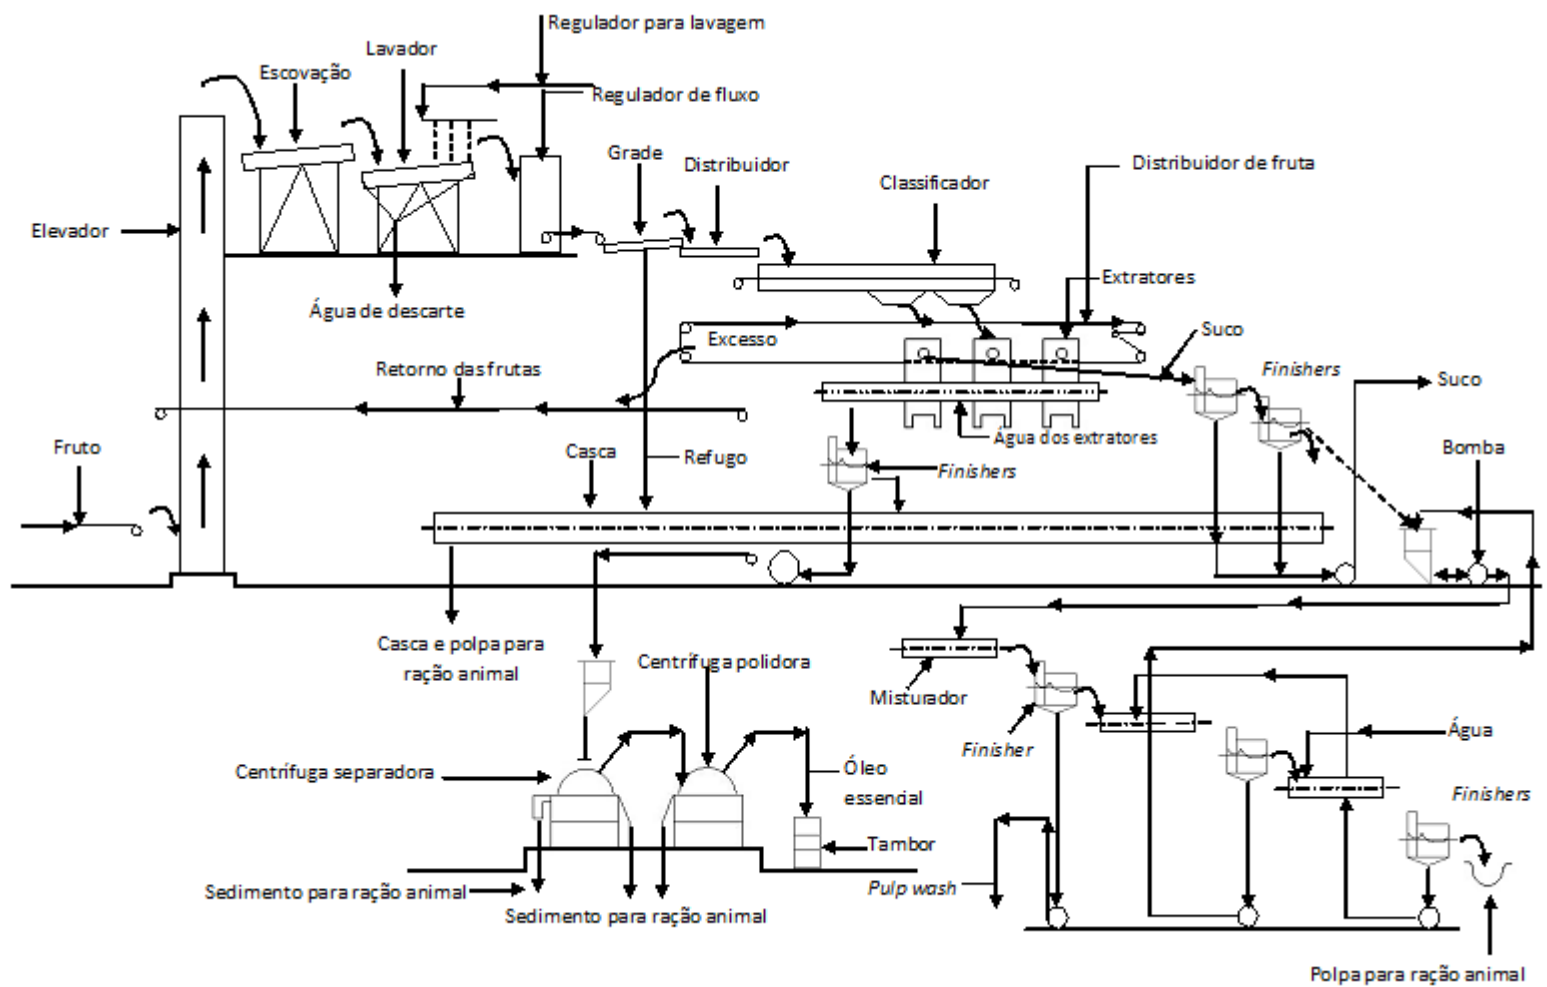 Regulador para lavagem
Lavador
Escovação
Regulador de fluxo
Grade
Distribuidor
Distribuidor de fruta
Classificador
Elevador
Extratores
Água de descarte
Suco
Excesso
Retorno das frutas
Finishers
Suco
Fruto
Casca
Refugo
Água dos extratores
Finishers
Bomba
Casca e polpa para
ração animal
Centrífuga polidora
Misturador
Finisher
Água
Centrífuga separadora
Óleo
essencial
Finishers
Tambor
Sedimento para ração animal
Pulp wash
Sedimento para ração animal
Polpa para ração animal